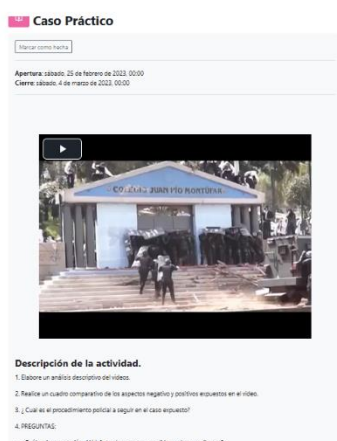 Caso Práctico
Marcar como hecha
Apertura: sábado, 25 de febrero de 2023, 00:00
Cierre: sábado, 4 de marzo de 2023, 00:00
COLEGIO JUAN PIO MONTÚFAR
Descripción de la actividad.
1. Elabore un análisis descriptivo del videos.
2. Realice un cuadro comparativo de los aspectos negativo y positivos expuestos en el video.
3. ¿ Cuál es el procedimiento policial a seguir en el caso expuesto?
4. PREGUNTAS: